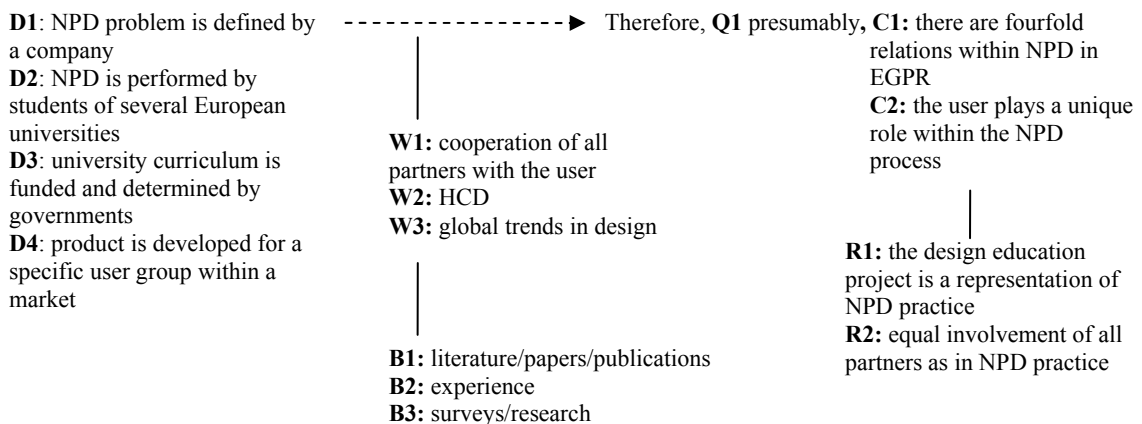 D1: NPD problem is defined by
a company
D2: NPD is performed by
students of several European
universities
D3: university curriculum is
funded and determined by
governments
D4: product is developed for a
specific user group within a
market
W1: cooperation of all
partners with the user
W2: HCD
W3: global trends in design
B1: literature/papers/publications
B2: experience
B3: surveys/research
Therefore, Q1 presumably, C1: there are fourfold
relations within NPD in
EGPR
C2: the user plays a unique
role within the NPD
process
R1: the design education
project is a representation of
NPD practice
R2: equal involvement of all
partners as in NPD practice